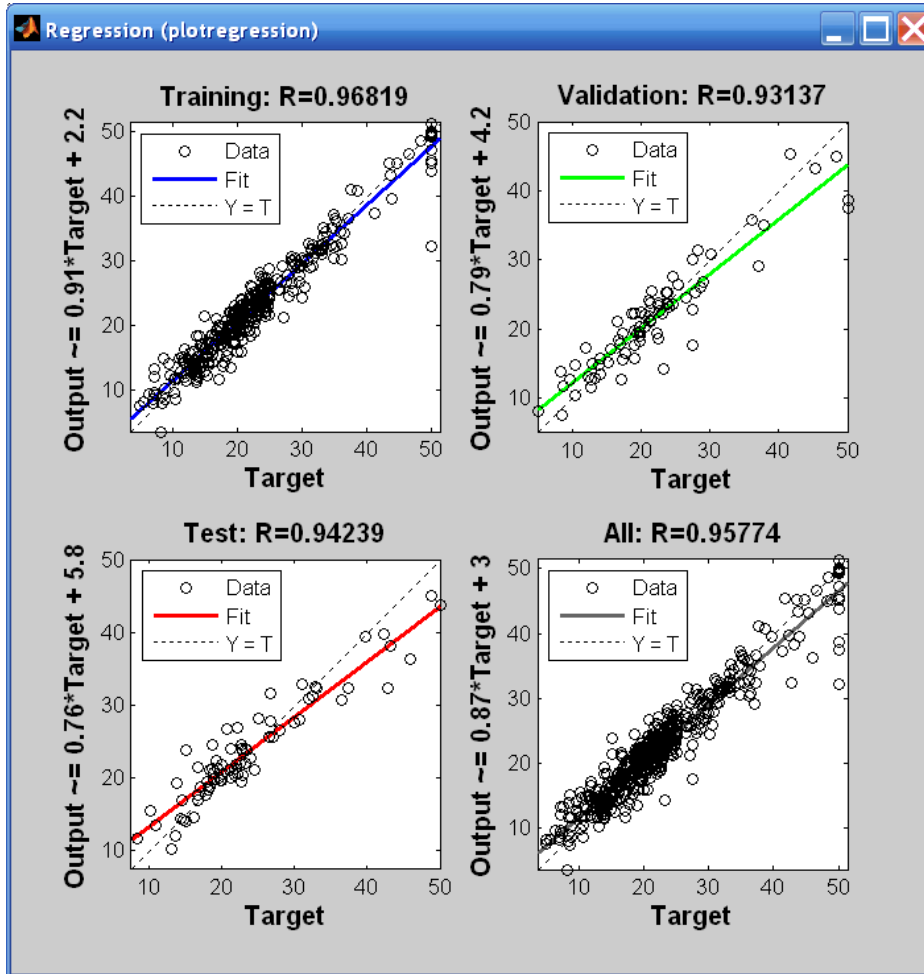 Regression (plotregression)
Training: R=0.96819
Output ~= 0.91*Target + 2.2
50
40
30
20
10
Data
Fit
Y = T
10 20 30 40 50
Target
Validation: R=0.93137
Output ~= 0.79*Target + 4.2
50
40
30
20
10
Data
Fit
Y = T
10 20 30 40 50
Target
Test: R=0.94239
Output ~= 0.76*Target + 5.8
50
40
30
20
10
Data
Fit
Y = T
10 20 30 40 50
Target
All: R=0.95774
Output ~= 0.87*Target + 3
50
40
30
20
10
Data
Fit
Y = T
10 20 30 40 50
Target